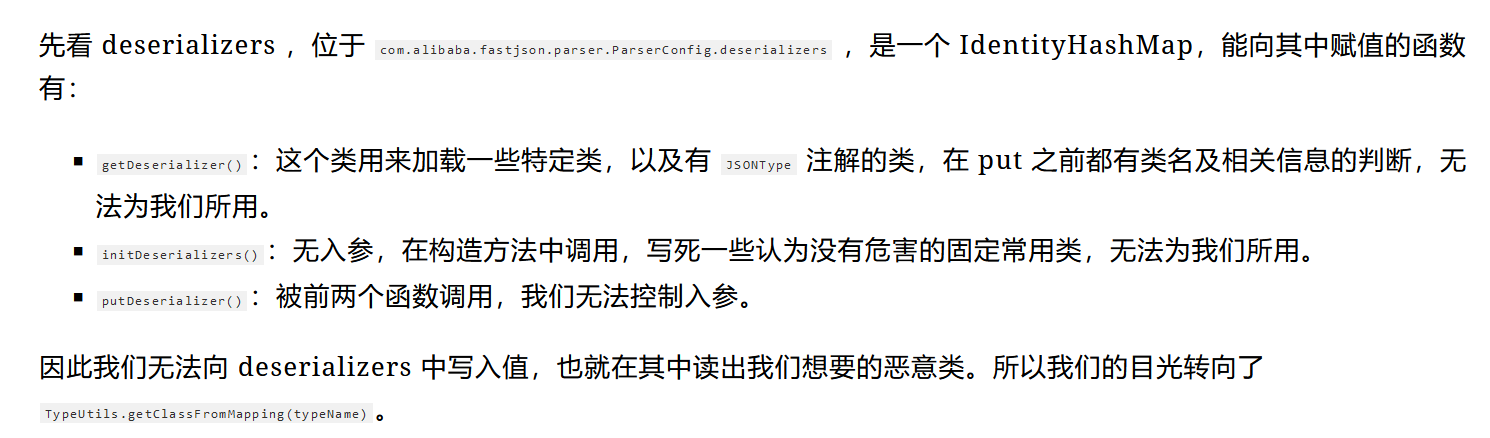 先看 deserializers ，位于 com.alibaba.fastjson.parser.ParserConfig.deserializers ，是一个 IdentityHashMap，能向其中赋值的函数
有：
▪ getDeserializer()：这个类用来加载一些特定类，以及有 JSONType 注解的类，在 put 之前都有类名及相关信息的判断，无
法为我们所用。
▪ initDeserializers()：无入参，在构造方法中调用，写死一些认为没有危害的固定常用类，无法为我们所用。
▪ putDeserializer()：被前两个函数调用，我们无法控制入参。
因此我们无法向 deserializers 中写入值，也就在其中读出我们想要的恶意类。所以我们的目光转向了
TypeUtils.getClassFromMapping(typeName)。